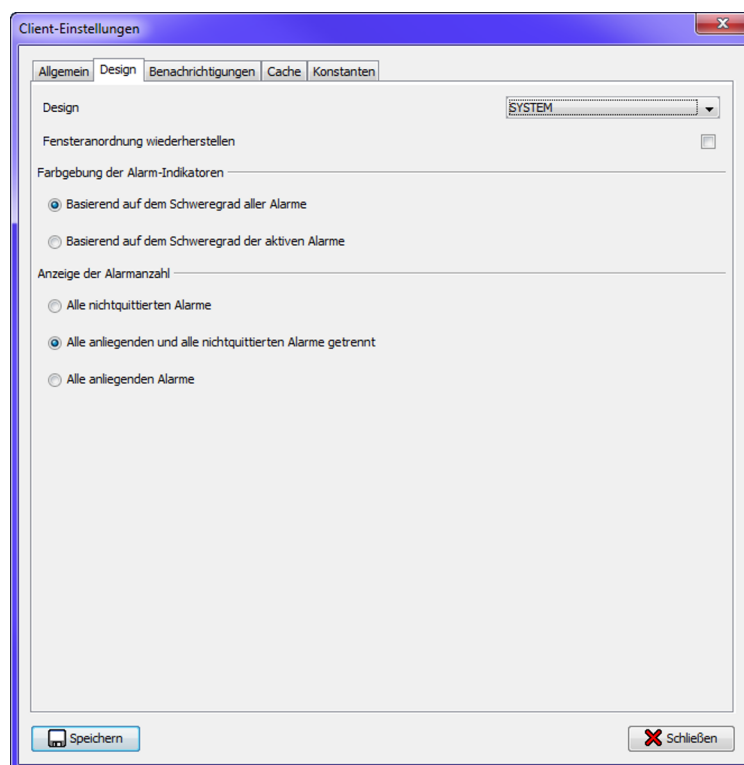 Client-Einstellungen
Allgemein Design Benachrichtigungen Cache Konstanten
Design SYSTEM
Fensteranordnung wiederherstellen
Farbgebung der Alarm-Indikatoren
Basierend auf dem Schweregrad aller Alarme
Basierend auf dem Schweregrad der aktiven Alarme
Anzeige der Alarmanzahl
Alle nichtquittierten Alarme
Alle anliegenden und alle nichtquittierten Alarme getrennt
Alle anliegenden Alarme
Speichern Schließen